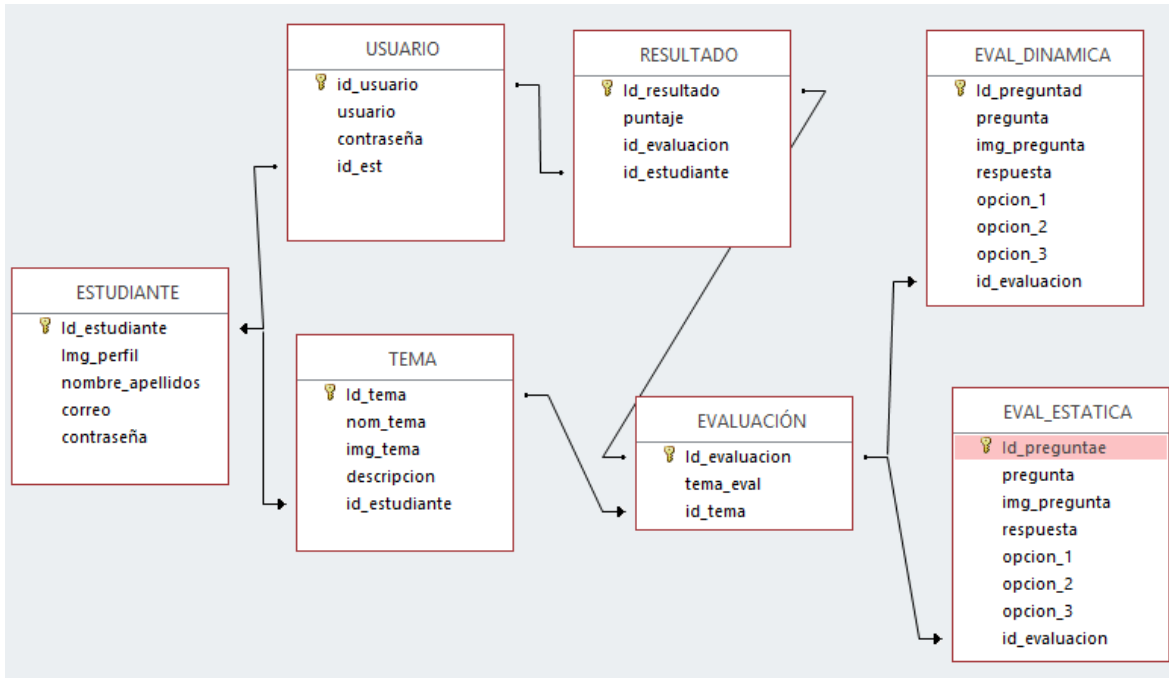 USUARIO
id_usuario
usuario
contraseña
id_est
RESULTADO
Id_resultado
puntaje
id_evaluacion
id_estudiante
EVAL_DINAMICA
Id_preguntad
pregunta
img_pregunta
respuesta
opcion_1
opcion_2
opcion_3
id_evaluacion
ESTUDIANTE
Id_estudiante
Img_perfil
nombre_apellidos
correo
contraseña
TEMA
Id_tema
nom_tema
img_tema
descripcion
id_estudiante
EVALUACIÓN
Id_evaluacion
tema_eval
id_tema
EVAL_ESTATICA
Id_preguntae
pregunta
img_pregunta
respuesta
opcion_1
opcion_2
opcion_3
id_evaluacion